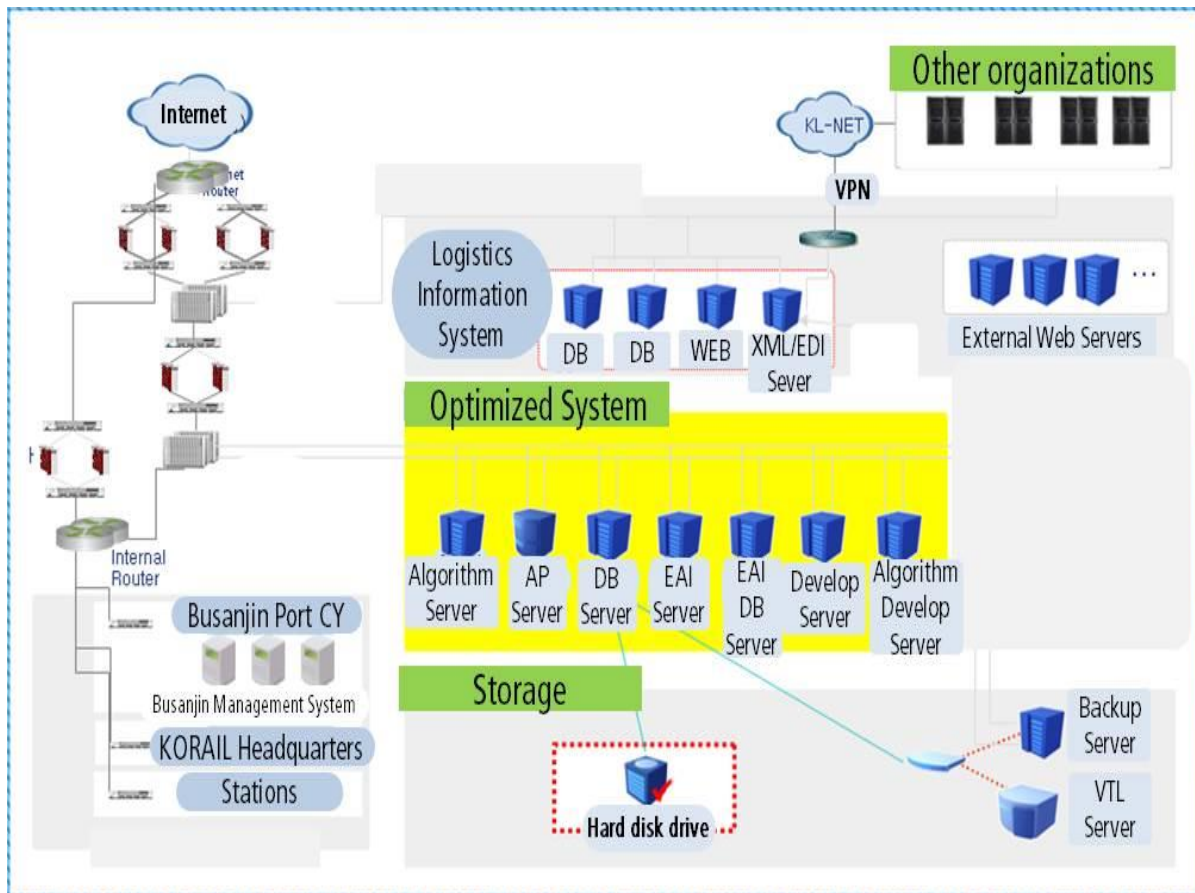 Other organizations
Internet
KL-NET
Router
VPN
Logistics
Information
System
DB
DB
WEB
XML/EDI
Sever
External Web Servers
Optimized System
Algorithm
Server
AP
Server
DB
Server
EAI
Server
EAI
DB
Server
Develop
Server
Algorithm
Develop
Server
Internal
Router
Busanjin Port CY
Busanjin Management System
KORAIL Headquarters
Stations
Storage
Hard disk drive
Backup
Server
VTL
Server